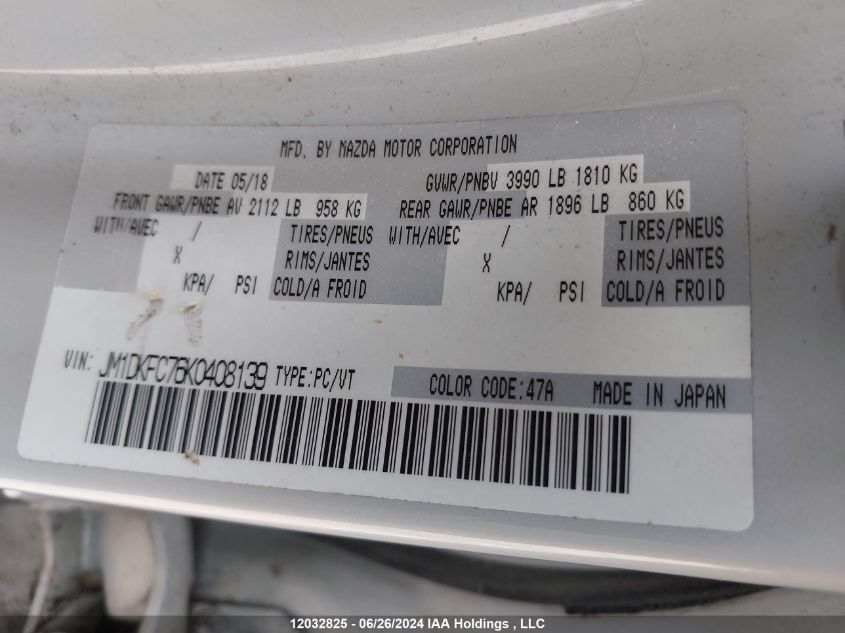 MFD. BY MAZDA MOTOR CORPORATION
DATE 05/18 GVWR/PNBV 3990 LB 1810 KG
FRONT GAWR/PNBE AV 2112 LB 958 KG REAR GAWR/PNBE AR 1896 LB 860 KG
WITH/AVEC / TIRES/PNEUS WITH/AVEC / TIRES/PNEUS
X RIMS/JANTES X RIMS/JANTES
KPA/ PSI COLD/A FROID KPA/ PSI COLD/A FROID
VIN: JM1DKFC76K0408139 TYPE:PC/VT COLOR CODE:47A MADE IN JAPAN
12032825 - 06/26/2024 IAA Holdings , LLC